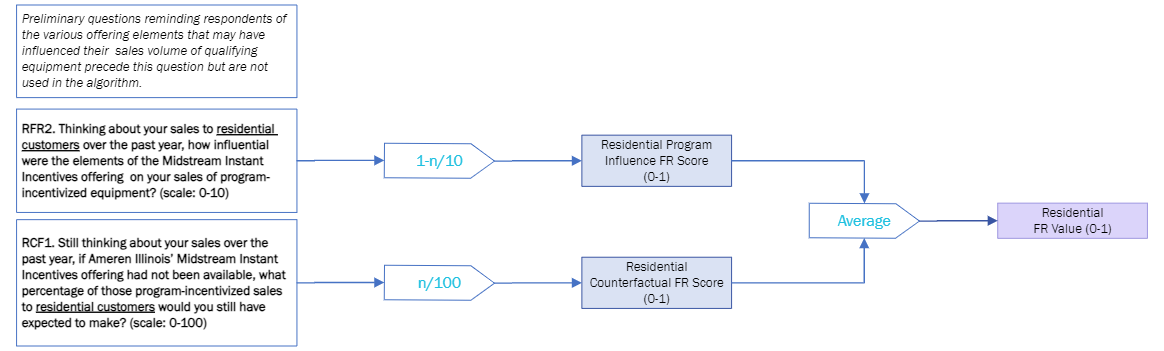 Preliminary questions reminding respondents of
the various offering elements that may have
influenced their sales volume of qualifying
equipment precede this question but are not
used in the algorithm.
RFR2. Thinking about your sales to residential
customers over the past year, how influential
were the elements of the Midstream Instant
Incentives offering on your sales of program-
incentivized equipment? (scale: 0-10)
1-n/10
Residential Program
Influence FR Score
(0-1)
RCF1. Still thinking about your sales over the
past year, if Ameren Illinois' Midstream Instant
Incentives offering had not been available, what
percentage of those program-incentivized sales
to residential customers would you still have
expected to make? (scale: 0-100)
n/100
Residential
Counterfactual FR Score
(0-1)
Average
Residential
FR Value (0-1)